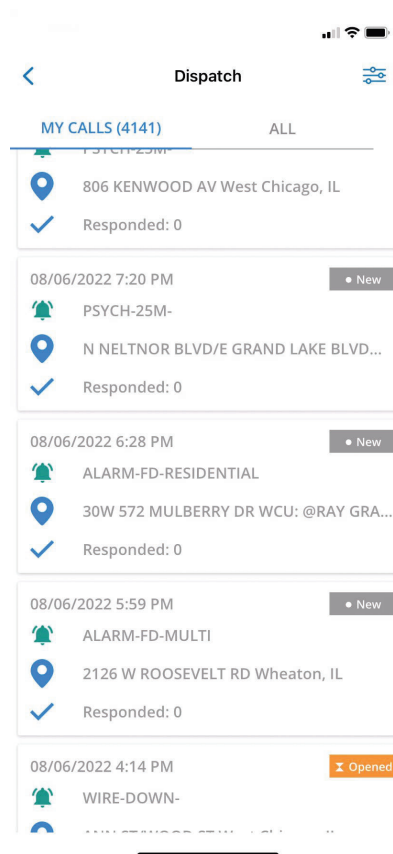 Dispatch
MY CALLS (4141)
ALL
PSYCH-25M-
806 KENWOOD AV West Chicago, IL
Responded: 0
08/06/2022 7:20 PM
New
PSYCH-25M-
N NELTNOR BLVD/E GRAND LAKE BLVD...
Responded: 0
08/06/2022 6:28 PM
New
ALARM-FD-RESIDENTIAL
30W 572 MULBERRY DR WCU: @RAY GRA...
Responded: 0
08/06/2022 5:59 PM
New
ALARM-FD-MULTI
2126 W ROOSEVELT RD Wheaton, IL
Responded: 0
08/06/2022 4:14 PM
Opened
WIRE-DOWN-